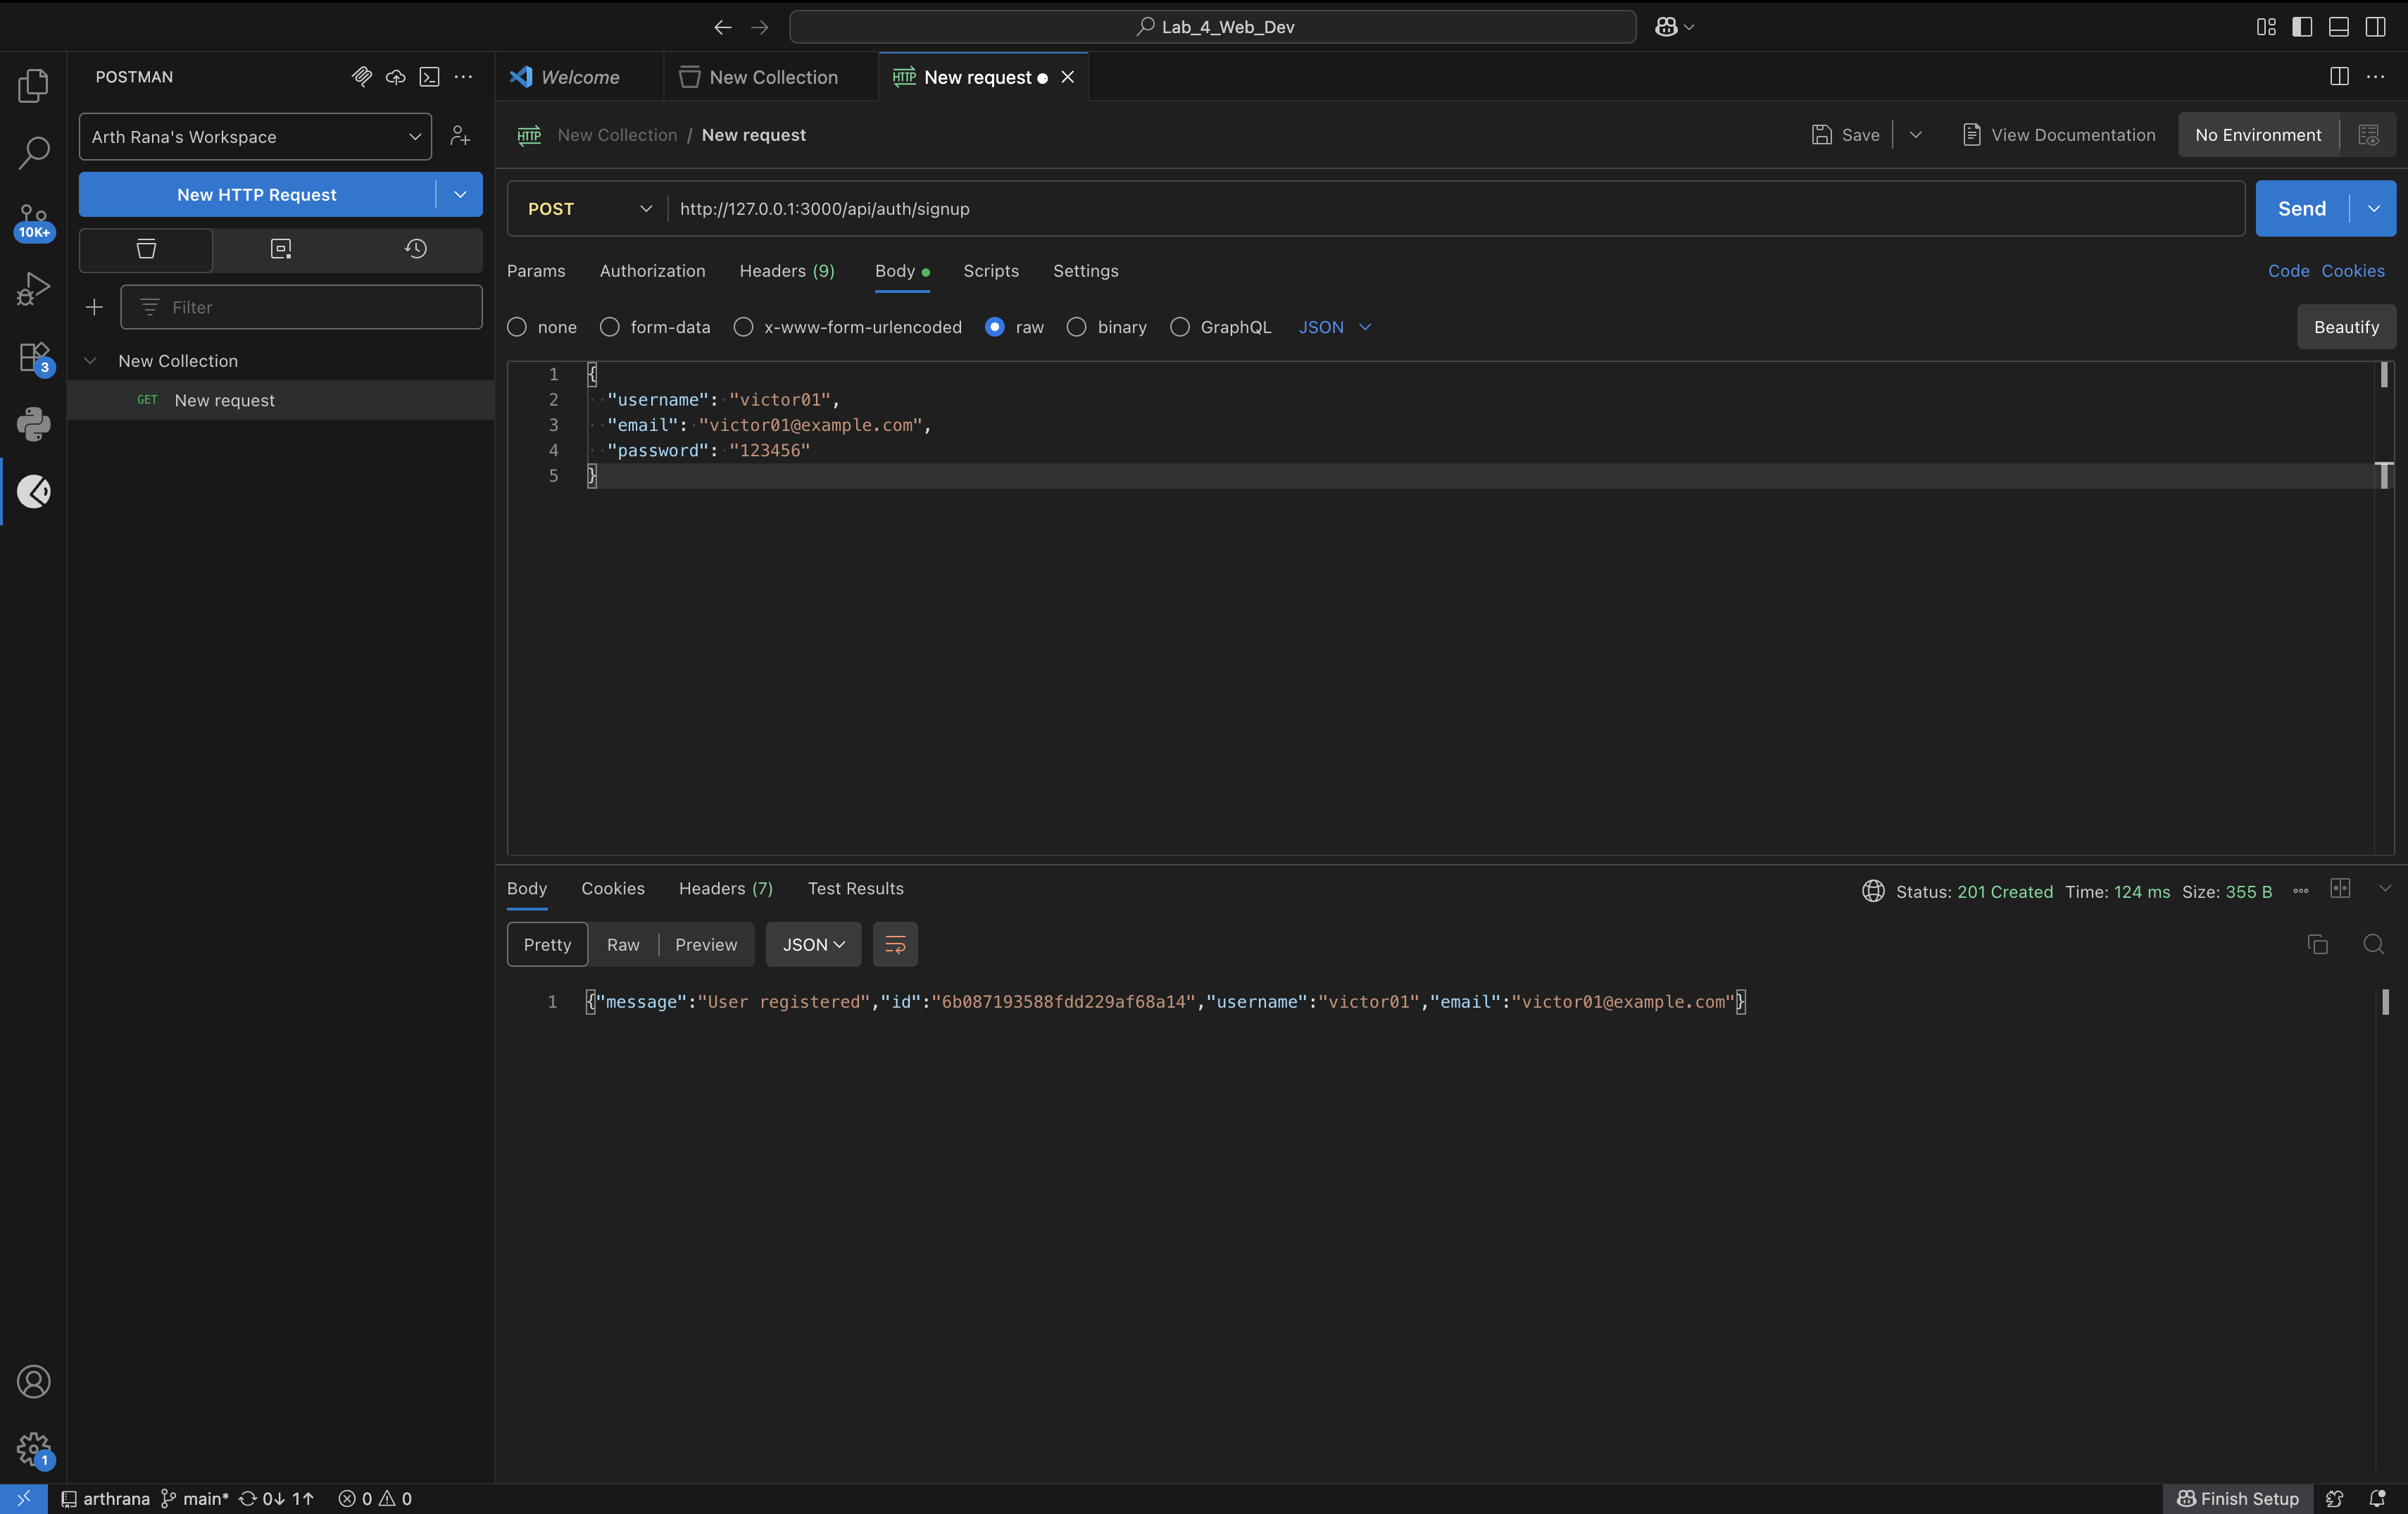 Lab_4_Web_Dev
POSTMAN
Welcome
New Collection
HTTP New request
Arth Rana's Workspace
HTTP New Collection / New request
Save
View Documentation
No Environment
New HTTP Request
POST
http://127.0.0.1:3000/api/auth/signup
Send
10K+
Params Authorization Headers (9) Body Scripts Settings
Code Cookies
Filter
none form-data x-www-form-urlencoded raw binary GraphQL JSON
Beautify
New Collection
3
GET New request
1 {
2 "username": "victor01",
3 "email": "victor01@example.com",
4 "password": "123456"
5 }
Body Cookies Headers (7) Test Results
Status: 201 Created Time: 124 ms Size: 355 B
Pretty Raw Preview JSON
1 {"message":"User registered","id":"6b087193588fdd229af68a14","username":"victor01","email":"victor01@example.com"}
1
arthrana main* 0↓ 1↑ 0 0
Finish Setup